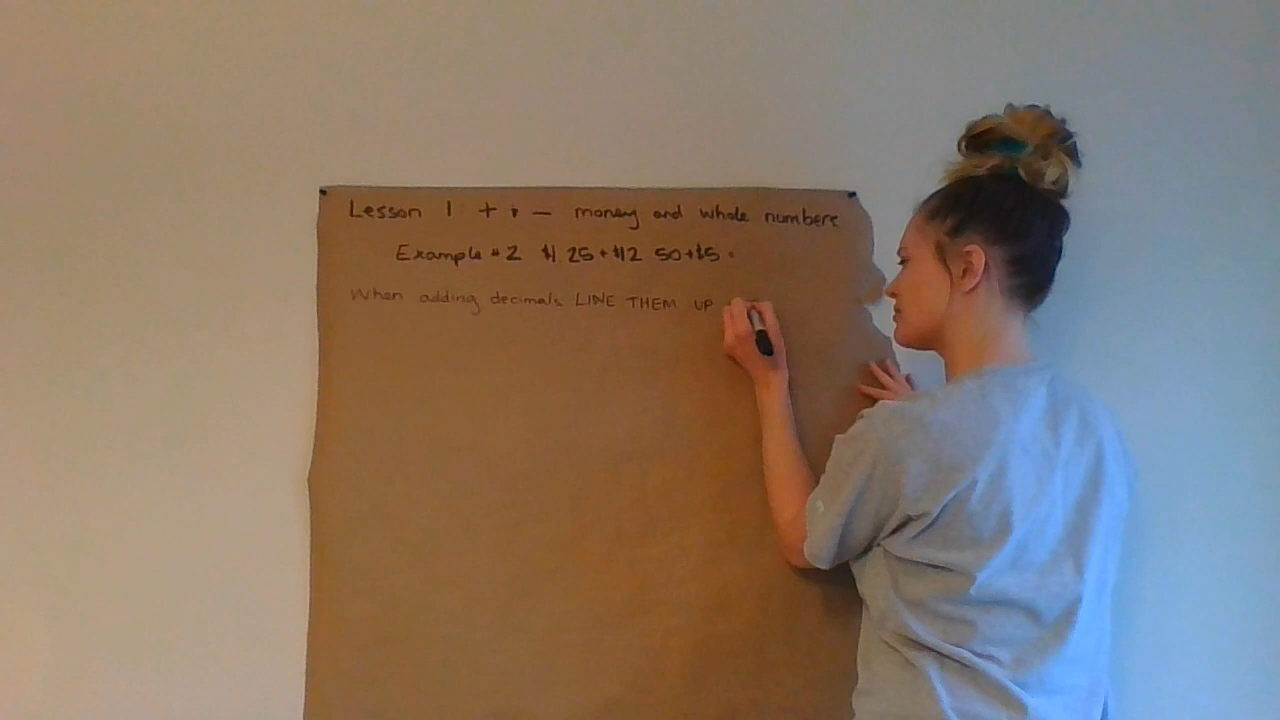 Lesson 1 + i — money and whole numbers
Example #2 $1 25+$12 50+$5 =
When adding decimals LINE THEM UP